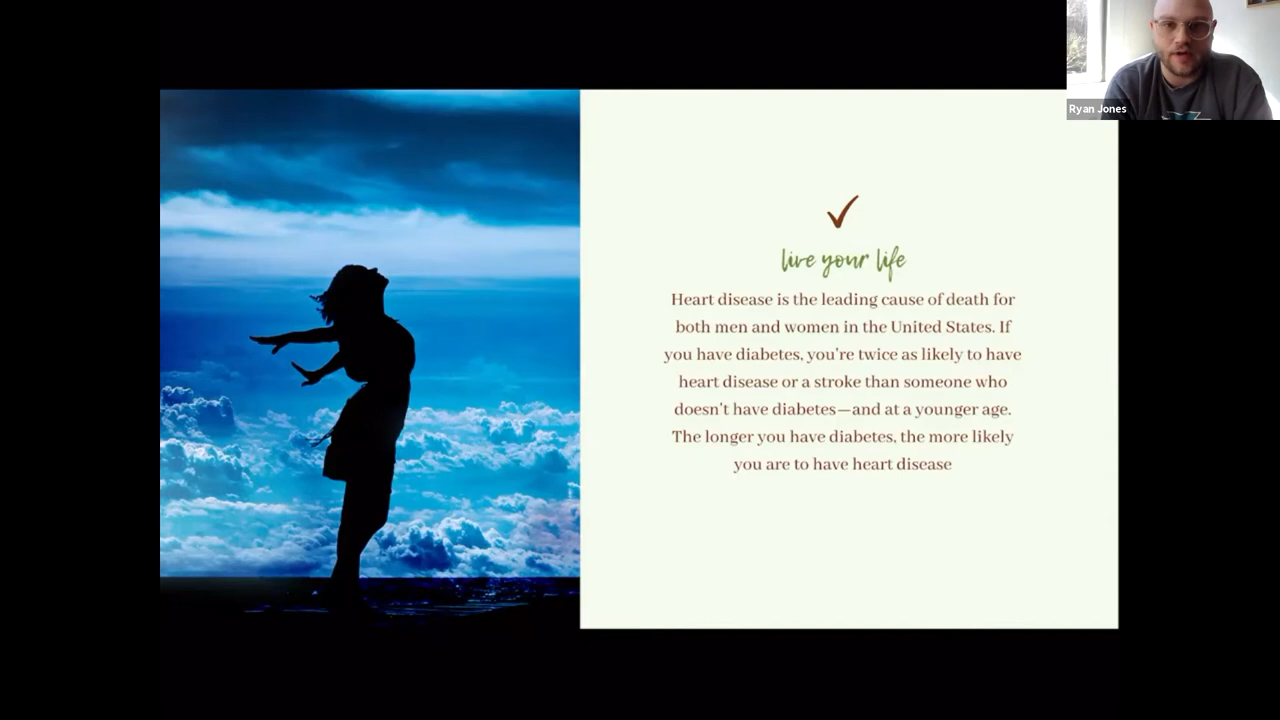 Ryan Jones
live your life
Heart disease is the leading cause of death for
both men and women in the United States. If
you have diabetes, you're twice as likely to have
heart disease or a stroke than someone who
doesn't have diabetes—and at a younger age.
The longer you have diabetes, the more likely
you are to have heart disease